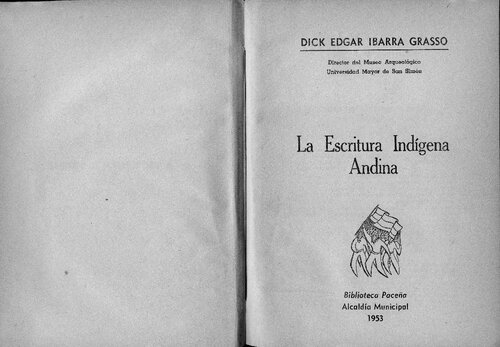 DICK EDGAR IBARRA GRASSO
Director del Museo Arqueológico
Universidad Mayor de San Simón
La Escritura Indígena
Andina
Biblioteca Paceña
Alcaldía Municipal
1953